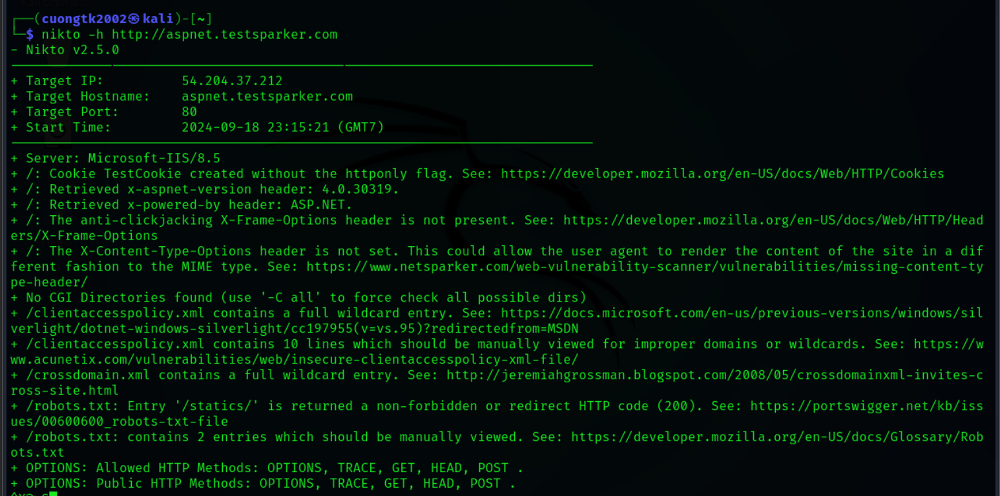 ┌──(cuongtk2002㉿kali)-[~]
└─$ nikto -h http://aspnet.testsparker.com
- Nikto v2.5.0
+ Target IP:          54.204.37.212
+ Target Hostname:    aspnet.testsparker.com
+ Target Port:        80
+ Start Time:         2024-09-18 23:15:21 (GMT7)
+ Server: Microsoft-IIS/8.5
+ /: Cookie TestCookie created without the httponly flag. See: https://developer.mozilla.org/en-US/docs/Web/HTTP/Cookies
+ /: Retrieved x-aspnet-version header: 4.0.30319.
+ /: Retrieved x-powered-by header: ASP.NET.
+ /: The anti-clickjacking X-Frame-Options header is not present. See: https://developer.mozilla.org/en-US/docs/Web/HTTP/Head
ers/X-Frame-Options
+ /: The X-Content-Type-Options header is not set. This could allow the user agent to render the content of the site in a dif
ferent fashion to the MIME type. See: https://www.netsparker.com/web-vulnerability-scanner/vulnerabilities/missing-content-ty
pe-header/
+ No CGI Directories found (use '-C all' to force check all possible dirs)
+ /clientaccesspolicy.xml contains a full wildcard entry. See: https://docs.microsoft.com/en-us/previous-versions/windows/sil
verlight/dotnet-windows-silverlight/cc197955(v=vs.95)?redirectedfrom=MSDN
+ /clientaccesspolicy.xml contains 10 lines which should be manually viewed for improper domains or wildcards. See: https://w
ww.acunetix.com/vulnerabilities/web/insecure-clientaccesspolicy-xml-file/
+ /crossdomain.xml contains a full wildcard entry. See: http://jeremiahgrossman.blogspot.com/2008/05/crossdomainxml-invites-c
ross-site.html
+ /robots.txt: Entry '/statics/' is returned a non-forbidden or redirect HTTP code (200). See: https://portswigger.net/kb/iss
ues/00600600_robots-txt-file
+ /robots.txt: contains 2 entries which should be manually viewed. See: https://developer.mozilla.org/en-US/docs/Glossary/Rob
ots.txt
+ OPTIONS: Allowed HTTP Methods: OPTIONS, TRACE, GET, HEAD, POST .
+ OPTIONS: Public HTTP Methods: OPTIONS, TRACE, GET, HEAD, POST .